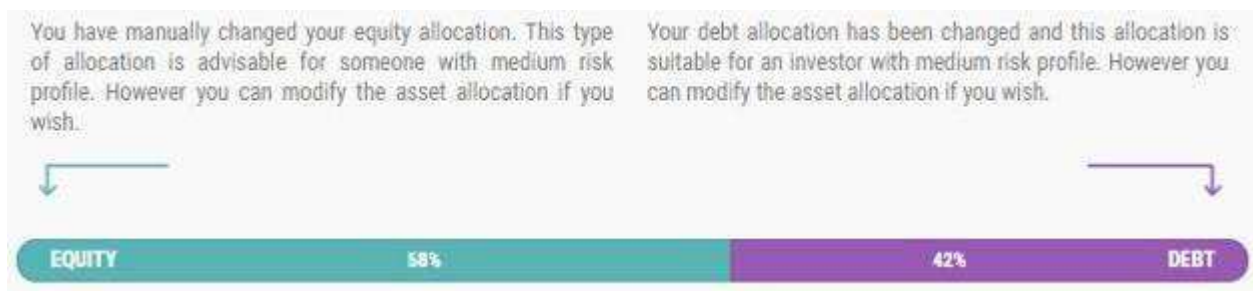 You have manually changed your equity allocation. This type
of allocation is advisable for someone with medium risk
profile. However you can modify the asset allocation if you
wish.
Your debt allocation has been changed and this allocation is
suitable for an investor with medium risk profile. However you
can modify the asset allocation if you wish.
EQUITY 58% 42% DEBT